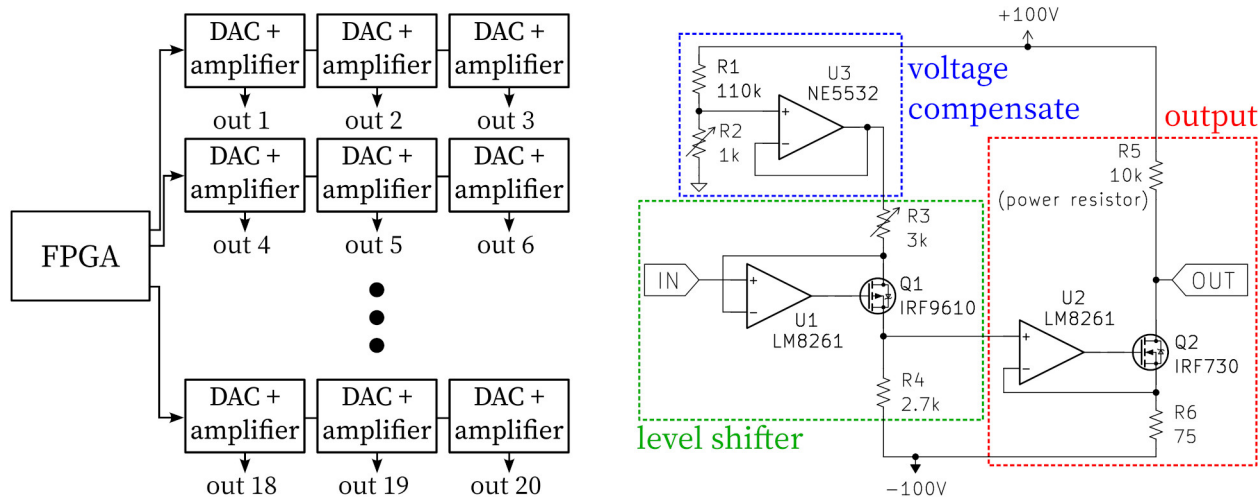 DAC + DAC + DAC +
amplifier amplifier amplifier
out 1 out 2 out 3
DAC + DAC + DAC +
amplifier amplifier amplifier
out 4 out 5 out 6
FPGA
DAC + DAC + DAC +
amplifier amplifier amplifier
out 18 out 19 out 20
+100V
voltage
compensate
R1
110k
U3
NE5532
R2
1k
output
R5
10k
(power resistor)
R3
3k
IN
OUT
Q1
IRF9610
U1
LM8261
U2
LM8261
Q2
IRF730
R4
2.7k
R6
75
level shifter
-100V